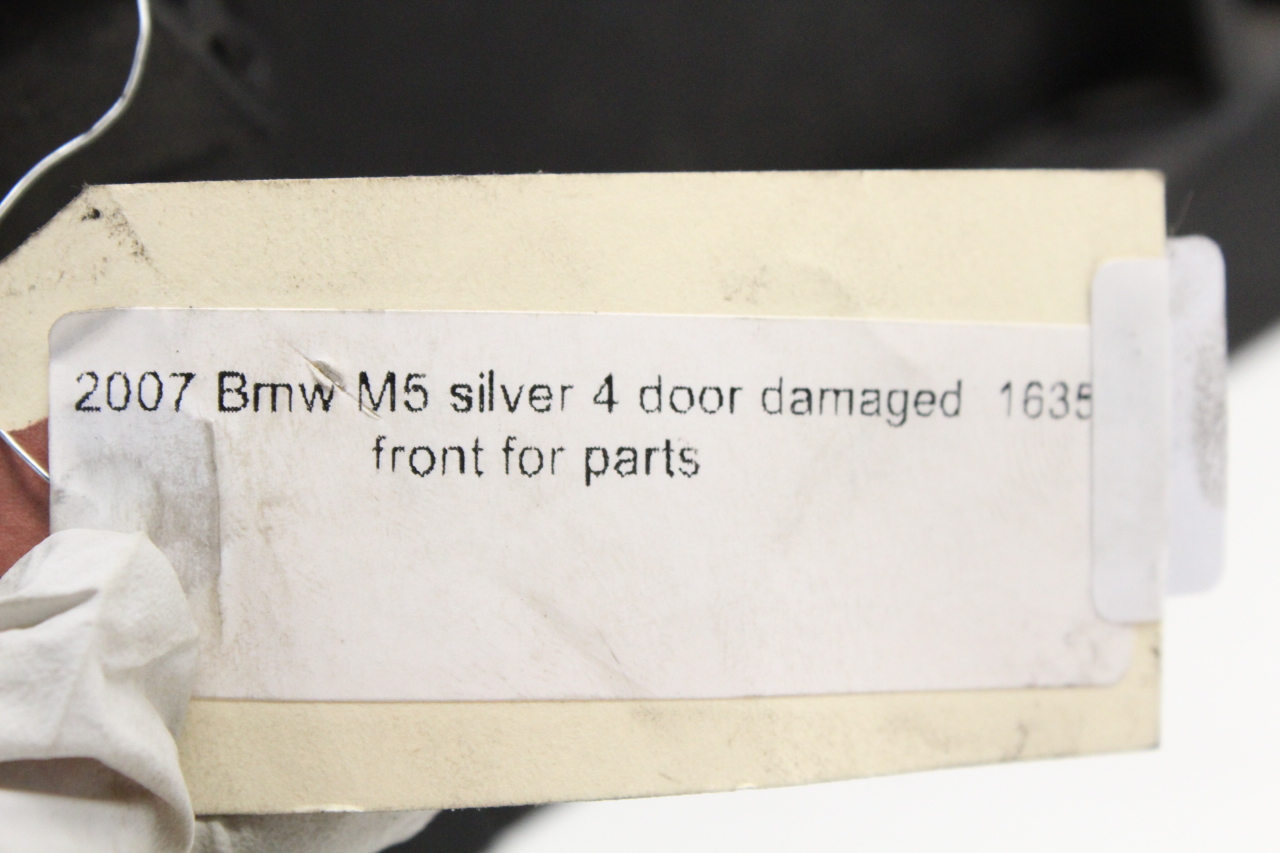 2007 Bmw M5 silver 4 door damaged 1635
front for parts